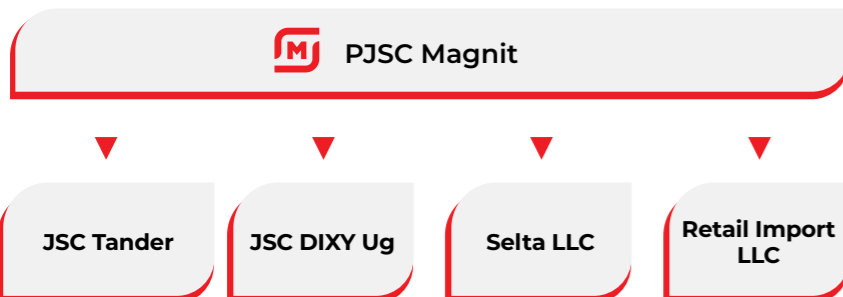 M PJSC Magnit
JSC Tander
JSC DIXY Ug
Selta LLC
Retail Import
LLC